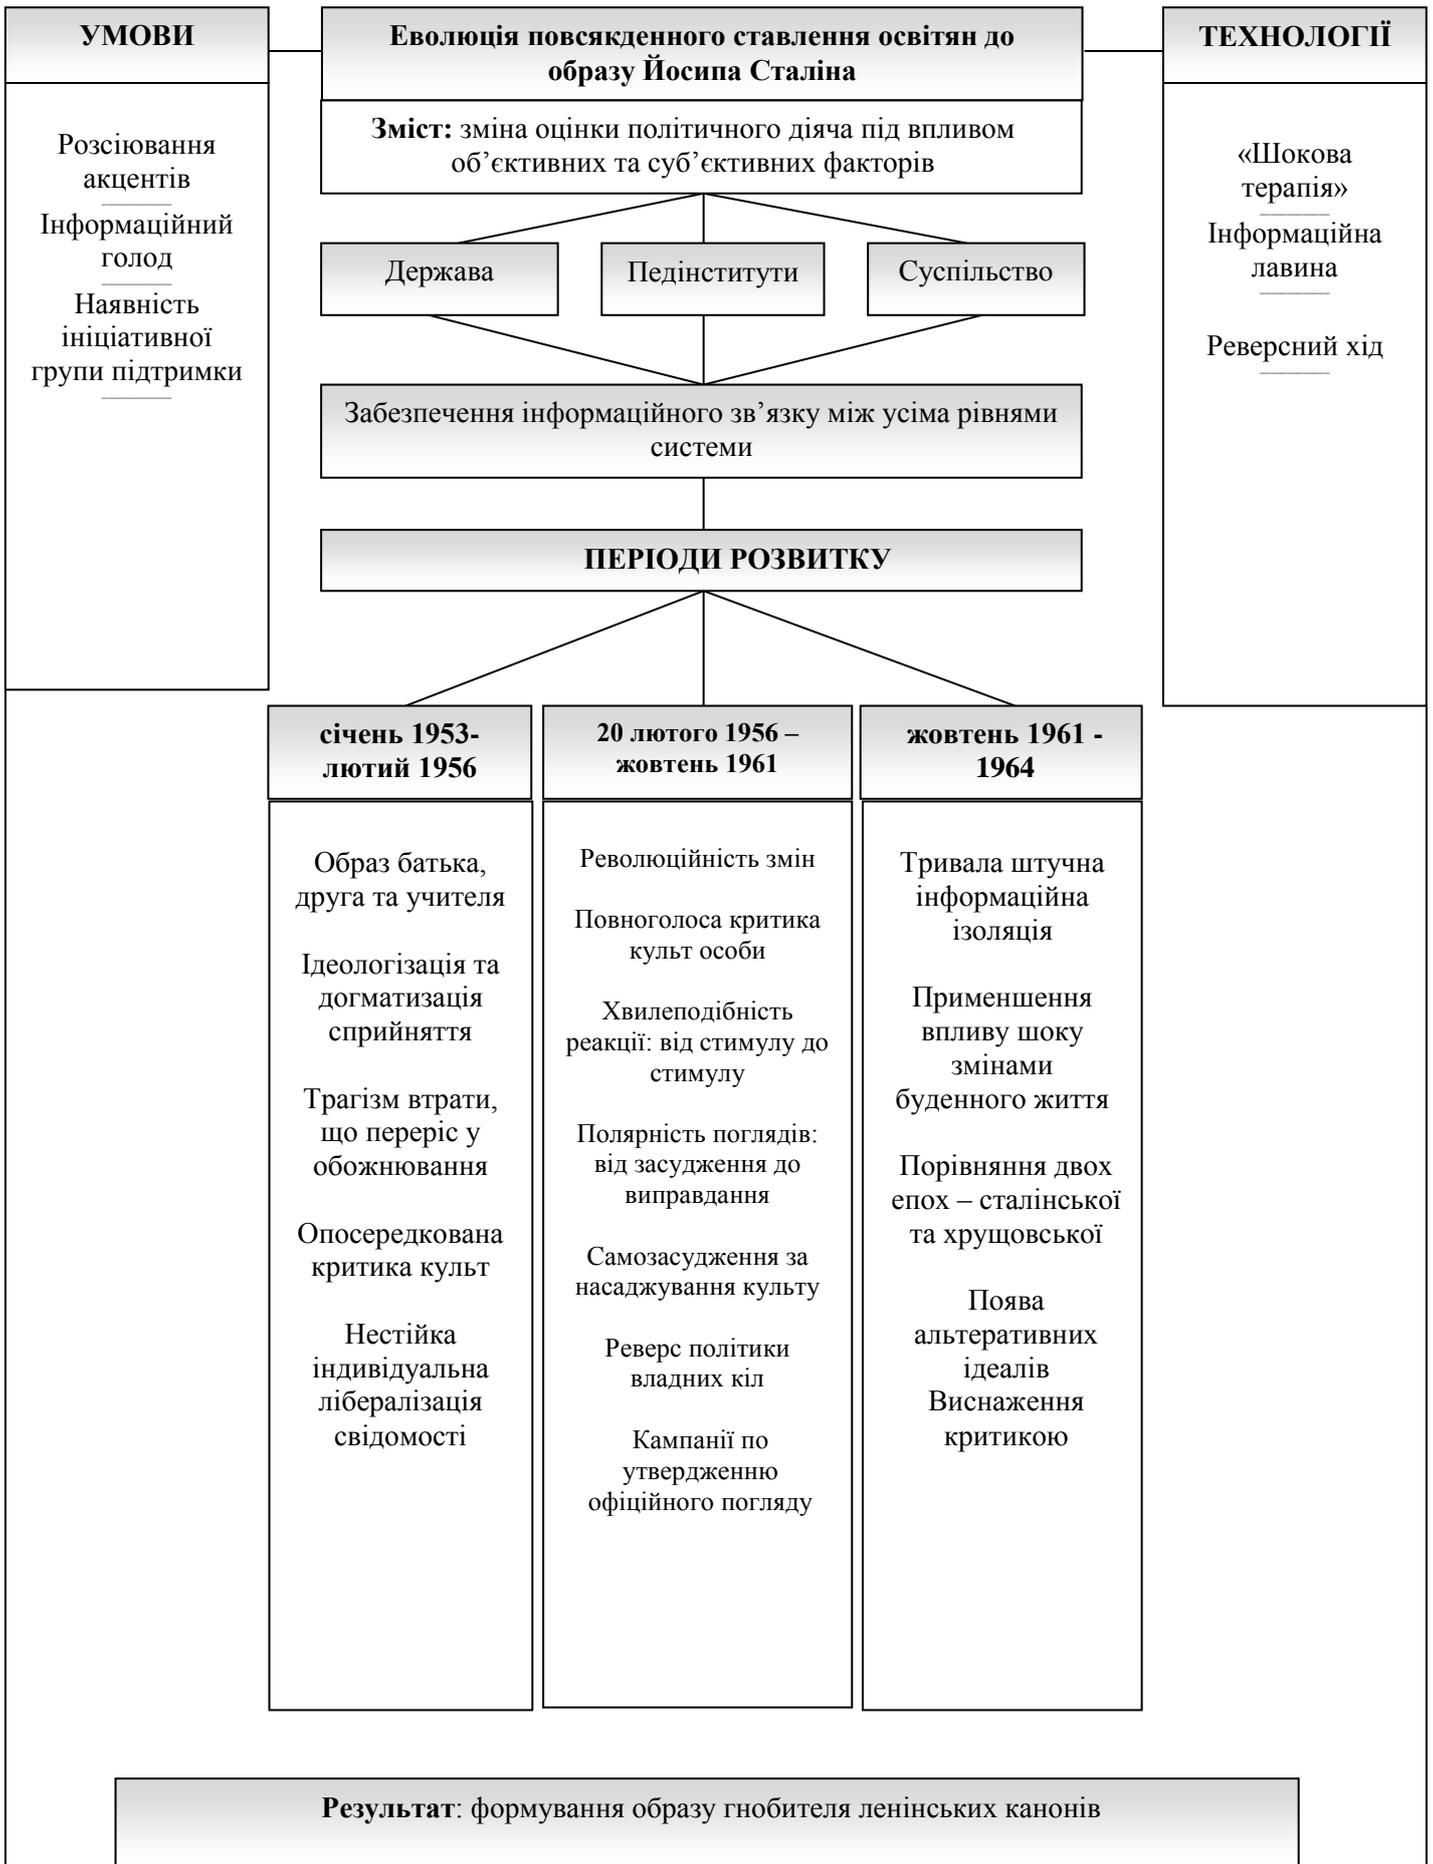 УМОВИ
Розсіювання
акцентів
Інформаційний
голод
Наявність
ініціативної
групи підтримки
Еволюція повсякденного ставлення освітян до
образу Йосипа Сталіна
Зміст: зміна оцінки політичного діяча під впливом
об’єктивних та суб’єктивних факторів
Держава
Педінститути
Суспільство
Забезпечення інформаційного зв’язку між усіма рівнями
системи
ПЕРІОДИ РОЗВИТКУ
ТЕХНОЛОГІЇ
«Шокова
терапія»
Інформаційна
лавина
Реверсний хід
січень 1953-
лютий 1956
Образ батька,
друга та учителя
Ідеологізація та
догматизація
сприйняття
Трагізм втрати,
що переріс у
обожнювання
Опосередкована
критика культ
Нестійка
індивідуальна
лібералізація
свідомості
20 лютого 1956 –
жовтень 1961
Революційність змін
Повноголоса критика
культ особи
Хвилеподібність
реакції: від стимулу до
стимулу
Полярність поглядів:
від засудження до
виправдання
Самозасудження за
насаджування культу
Реверс політики
владних кіл
Кампанії по
утвердженню
офіційного погляду
жовтень 1961 -
1964
Тривала штучна
інформаційна
ізоляція
Применшення
впливу шоку
змінами
буденного життя
Порівняння двох
епох – сталінської
та хрущовської
Поява
альтеративних
ідеалів
Виснаження
критикою
Результат: формування образу гнобителя ленінських канонів